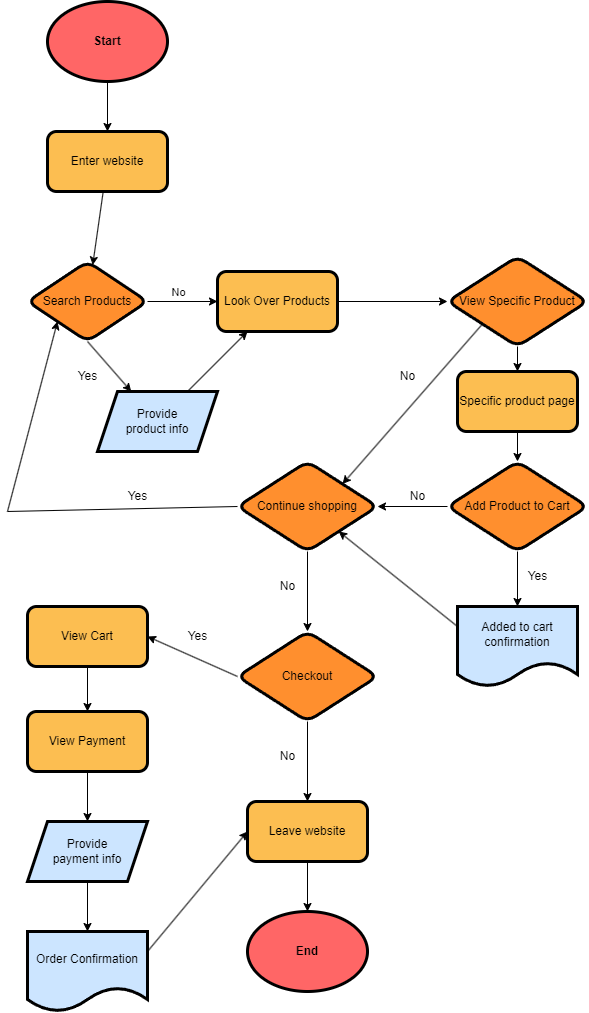 Start
Enter website
Search Products
No
Look Over Products
View Specific Product
Yes
Provide
product info
No
Specific product page
Yes
Continue shopping
No
Add Product to Cart
No
Yes
Added to cart
confirmation
View Cart
Yes
Checkout
View Payment
No
Provide
payment info
Leave website
Order Confirmation
End